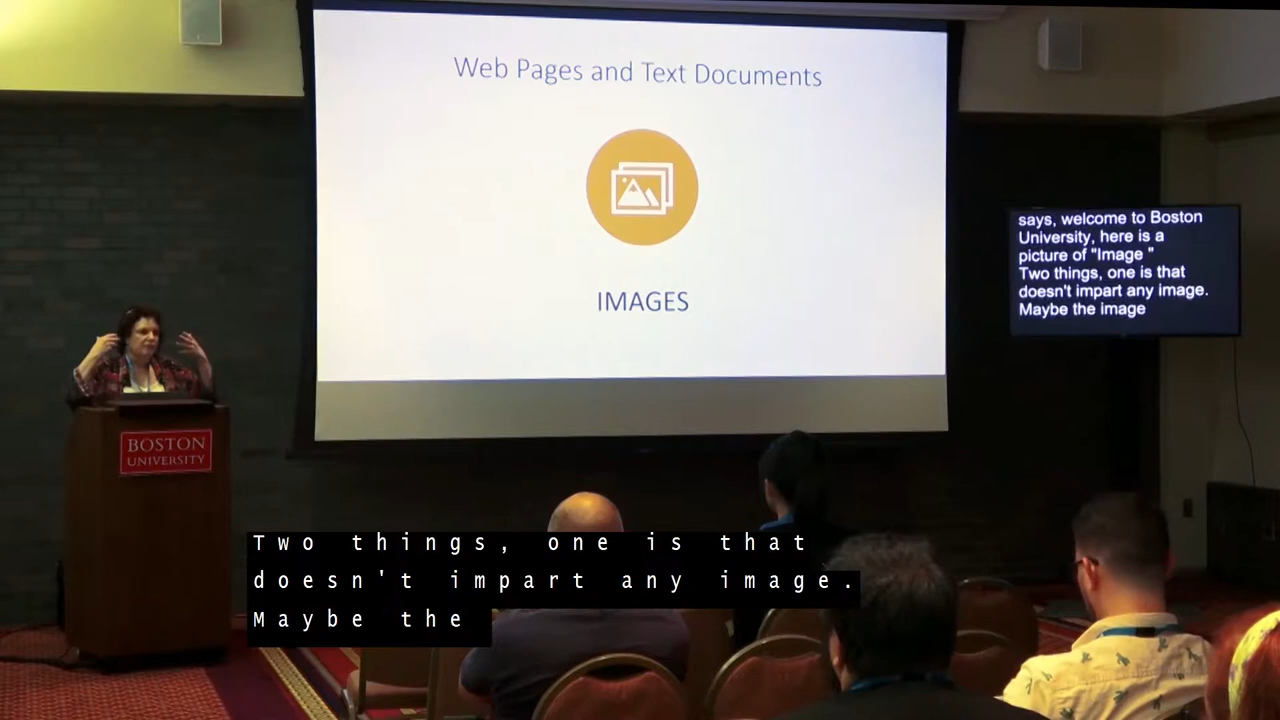 Web Pages and Text Documents
IMAGES
says, welcome to Boston
University, here is a
picture of "Image "
Two things, one is that
doesn't impart any image.
Maybe the image
BOSTON
UNIVERSITY
Two things, one is that
doesn't impart any image.
Maybe the